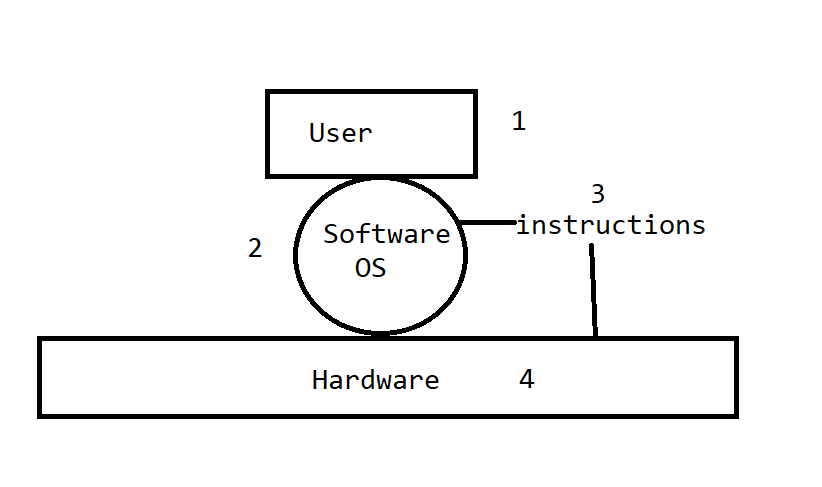 User
1
3
instructions
2
Software
OS
Hardware 4